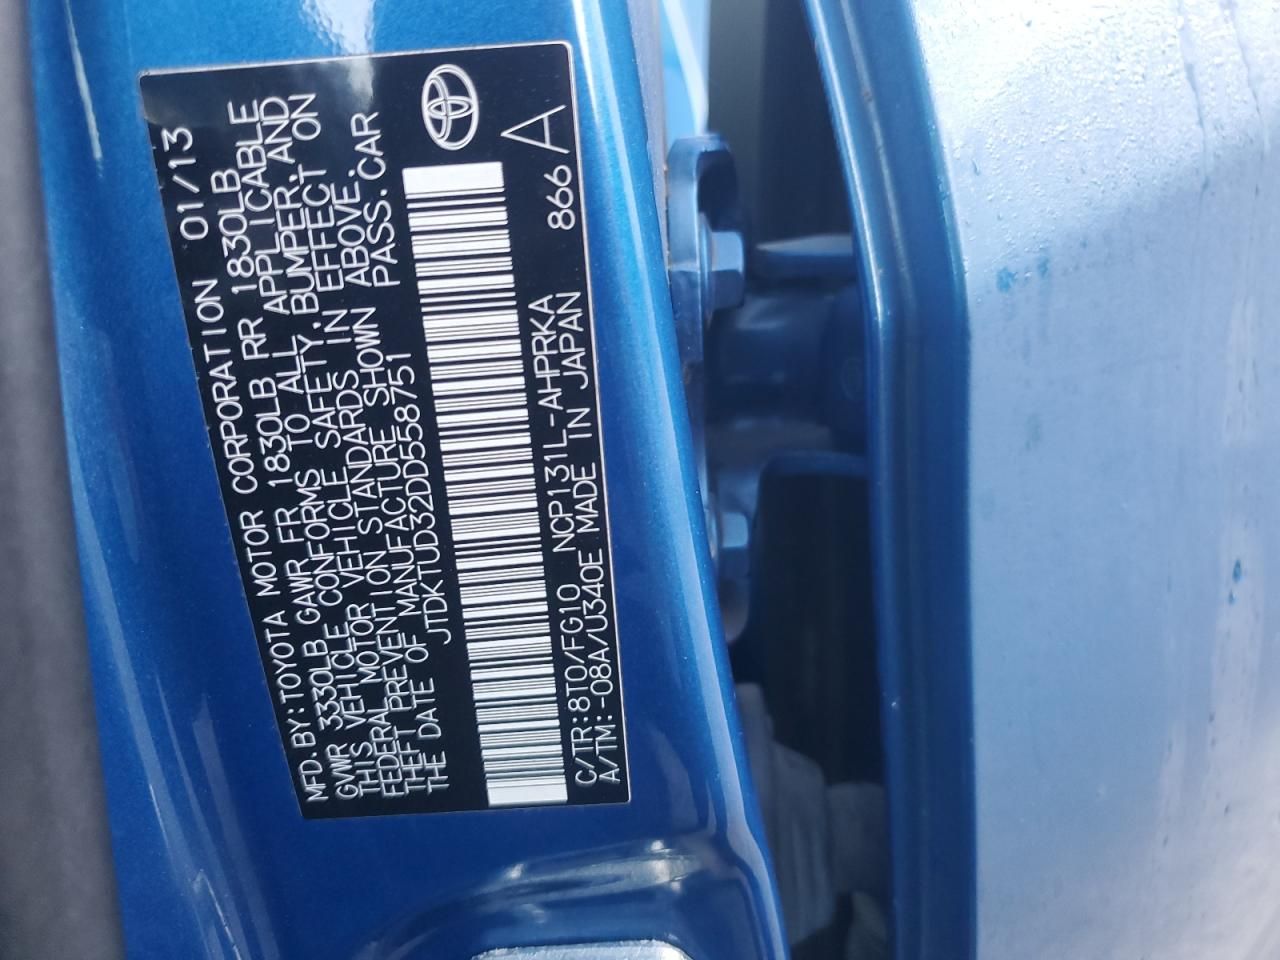 MFD. BY: TOYOTA MOTOR CORPORATION 01/13
GVWR 3330LB GAWR FR 1830LB RR 1830LB
THIS VEHICLE CONFORMS TO ALL APPLICABLE
FEDERAL MOTOR VEHICLE SAFETY, BUMPER, AND
THEFT PREVENTION STANDARDS IN EFFECT ON
THE DATE OF MANUFACTURE SHOWN ABOVE.
JTDKTUD32DD558751 PASS. CAR
C/TR: 8T0/FG10 NCP131L-AHPRKA 866 A
A/TM: -08A/U340E MADE IN JAPAN